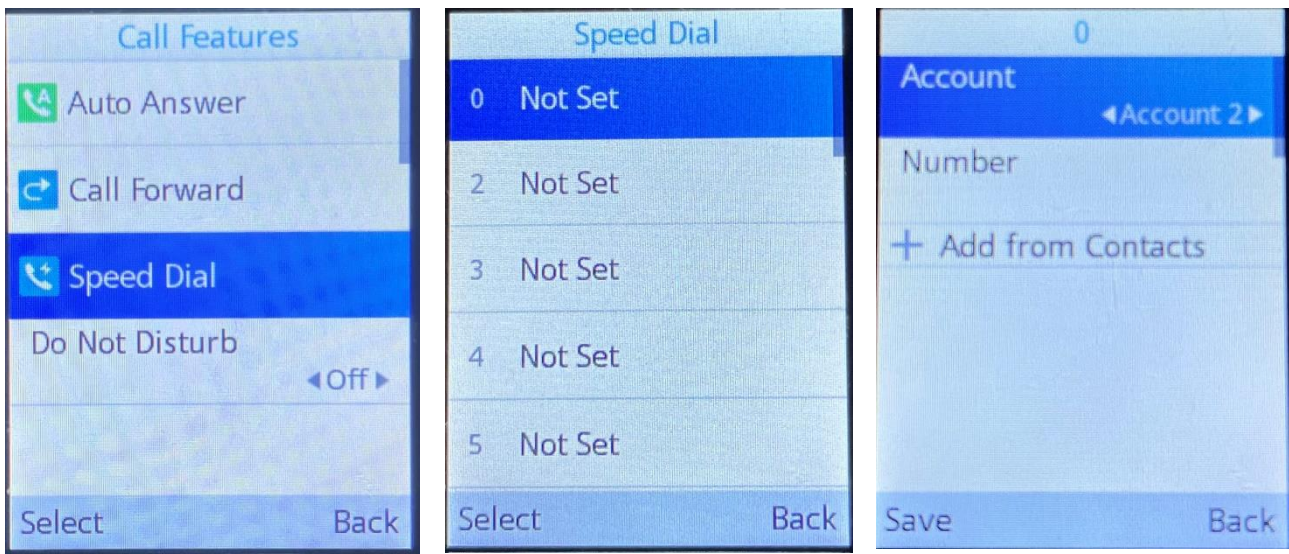 Call Features
Auto Answer
Call Forward
Speed Dial
Do Not Disturb
Off
Select Back
Speed Dial
0 Not Set
2 Not Set
3 Not Set
4 Not Set
5 Not Set
Select Back
0
Account
Account 2
Number
+ Add from Contacts
Save Back